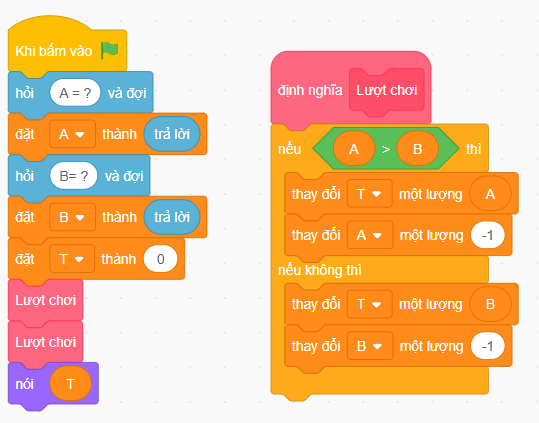 Khi bấm vào
hỏi A = ? và đợi
đặt A thành trả lời
hỏi B= ? và đợi
đặt B thành trả lời
đặt T thành 0
Lượt chơi
Lượt chơi
nói T
định nghĩa Lượt chơi
nếu A > B thì
thay đổi T một lượng A
thay đổi A một lượng -1
nếu không thì
thay đổi T một lượng B
thay đổi B một lượng -1